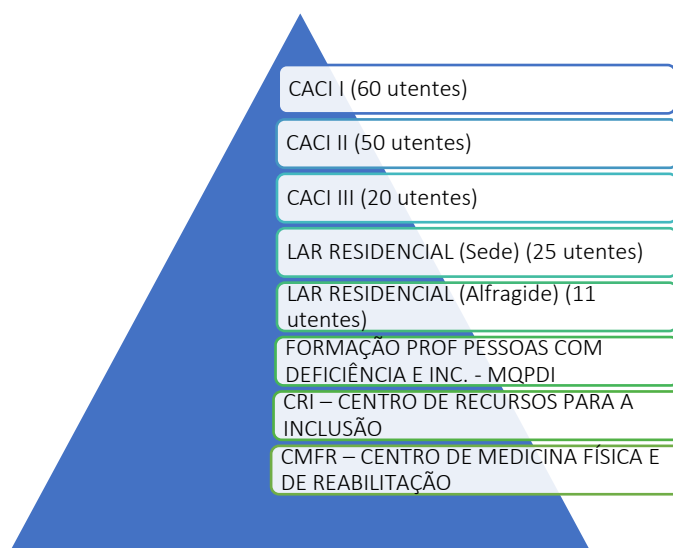 CACI I (60 utentes)
CACI II (50 utentes)
CACI III (20 utentes)
LAR RESIDENCIAL (Sede) (25 utentes)
LAR RESIDENCIAL (Alfragide) (11
utentes)
FORMAÇÃO PROF PESSOAS COM
DEFICIÊNCIA E INC. - MQPDI
CRI – CENTRO DE RECURSOS PARA A
INCLUSÃO
CMFR – CENTRO DE MEDICINA FÍSICA E
DE REABILITAÇÃO